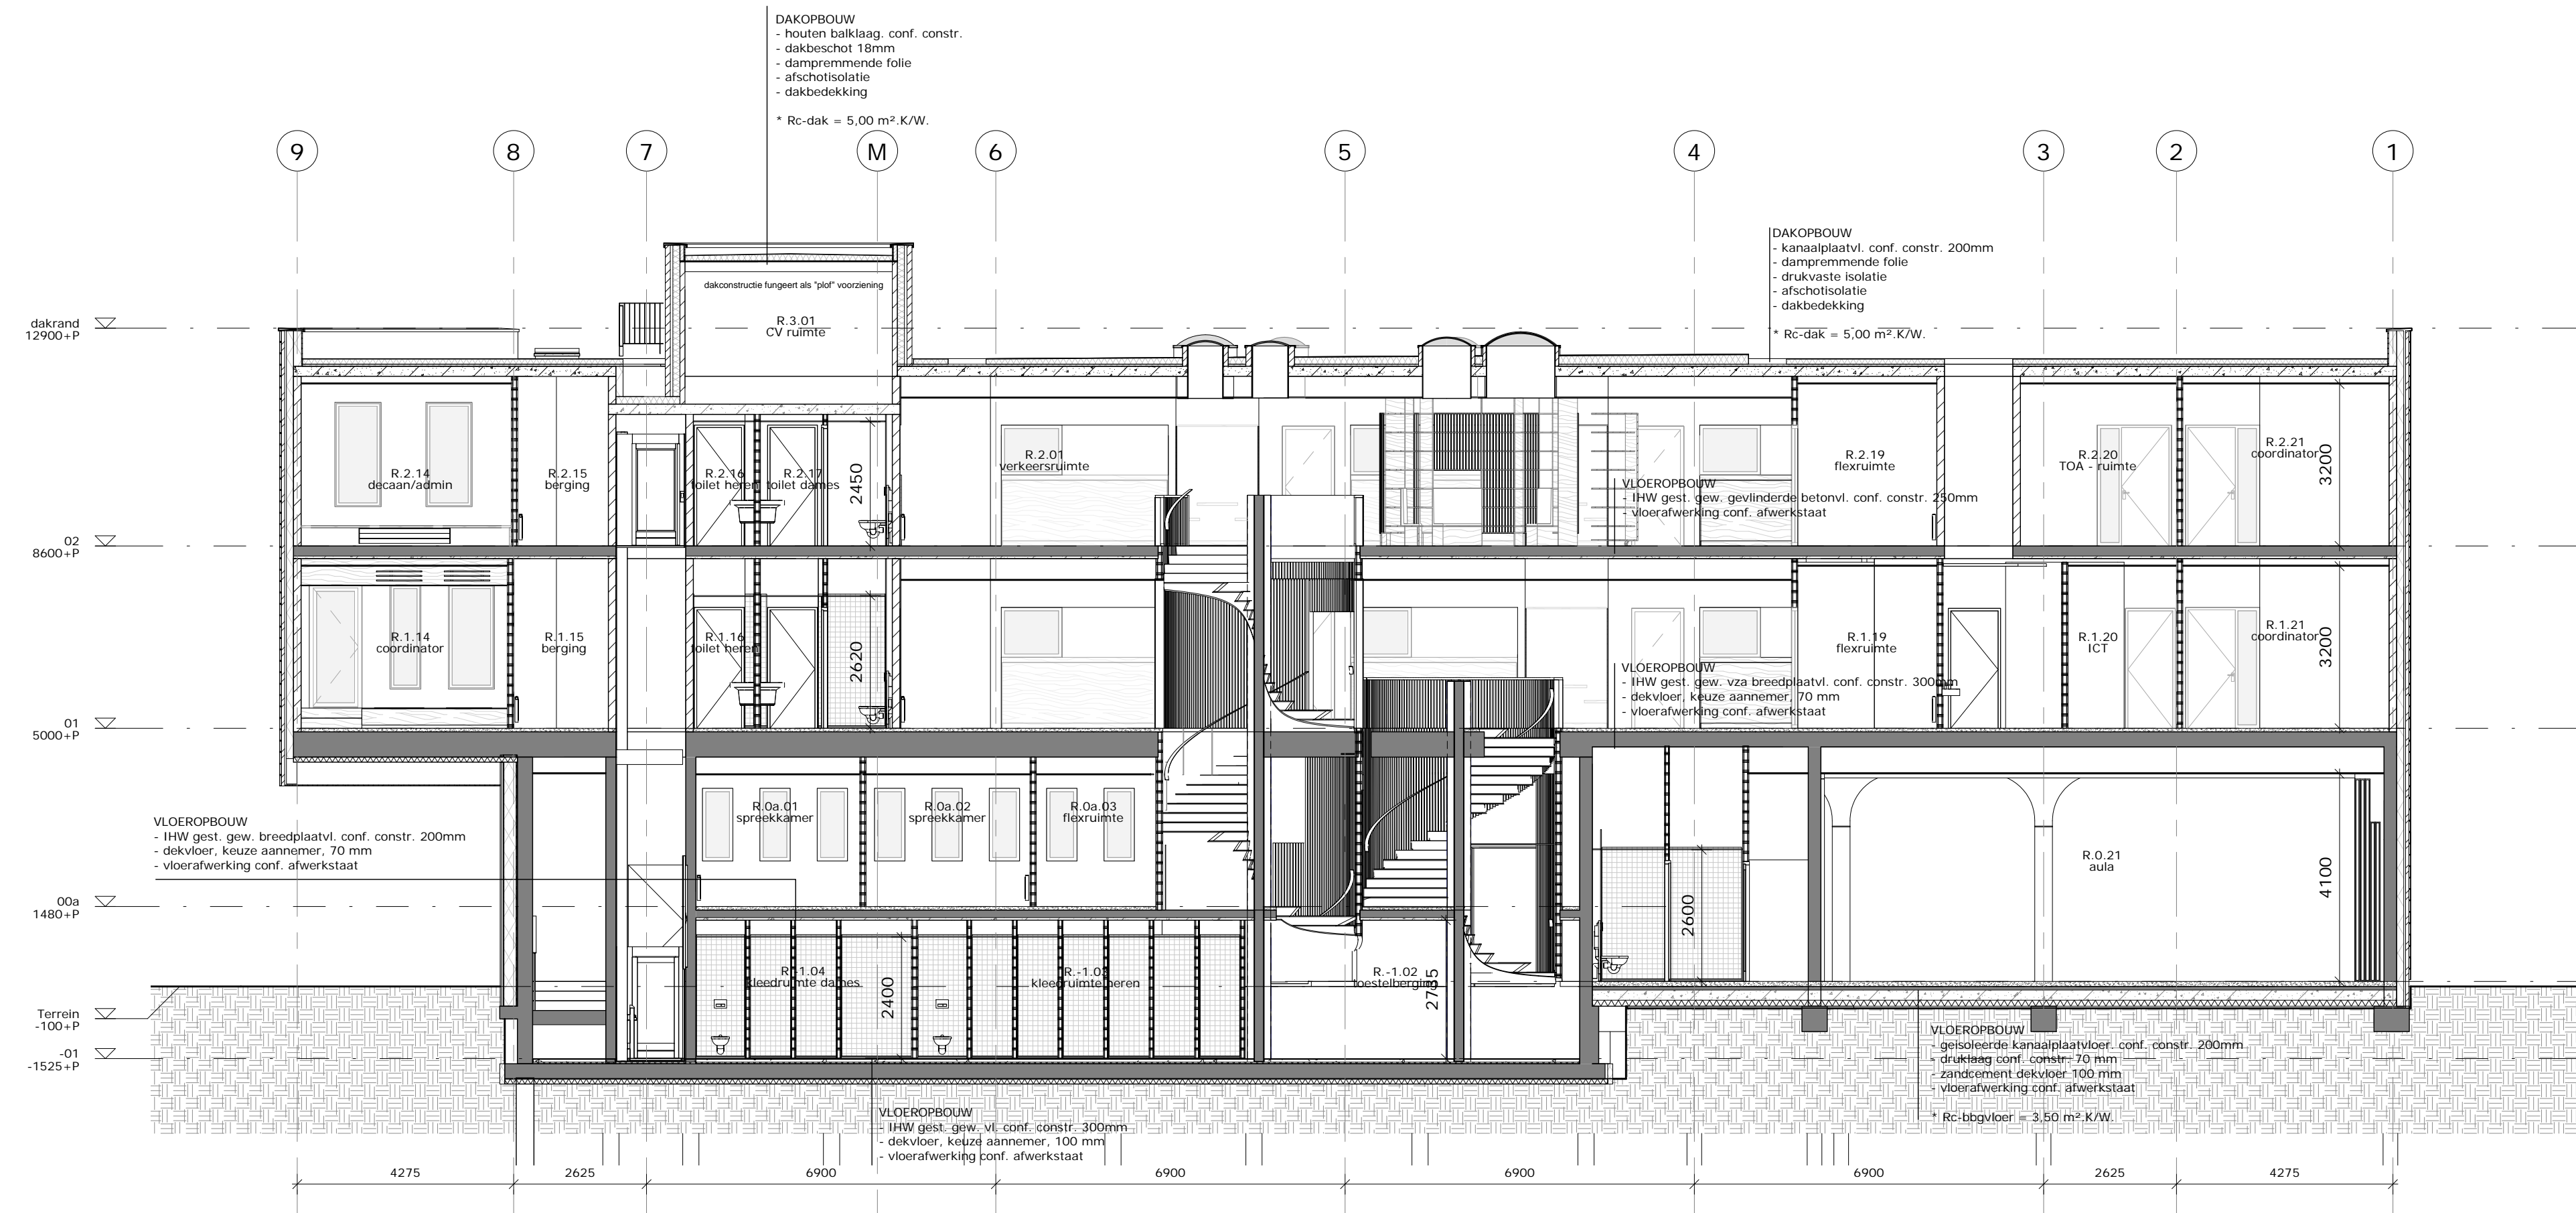 DAKOPBOUW
- houten balklaag. conf. constr.
- dakbeschot 18mm
- dampremmende folie
- afschotisolatie
- dakbedekking
* Rc-dak = 5,00 m².K/W.
9
8
7
M
6
5
4
3
2
1
DAKOPBOUW
- kanaalplaatvl. conf. constr. 200mm
- dampremmende folie
- drukvaste isolatie
- afschotisolatie
- dakbedekking
* Rc-dak = 5,00 m².K/W.
dakconstructie fungeert als "plof" voorziening
R.3.01
CV ruimte
dakrand
12900+P
R.2.14
decaan/admin
R.2.15
berging
R.2.16
toilet heren
R.2.17
toilet dames
2450
R.2.01
verkeersruimte
R.2.19
flexruimte
R.2.20
TOA - ruimte
R.2.21
coordinator
3200
VLOEROPBOUW
- IHW gest. gew. gevlinderde betonvl. conf. constr. 250mm
- vloerafwerking conf. afwerkstaat
02
8600+P
R.1.14
coordinator
R.1.15
berging
R.1.16
toilet heren
2620
R.1.19
flexruimte
R.1.20
ICT
R.1.21
coordinator
3200
VLOEROPBOUW
- IHW gest. gew. vza breedplaatvl. conf. constr. 300mm
- dekvloer, keuze aannemer, 70 mm
- vloerafwerking conf. afwerkstaat
01
5000+P
VLOEROPBOUW
- IHW gest. gew. breedplaatvl. conf. constr. 200mm
- dekvloer, keuze aannemer, 70 mm
- vloerafwerking conf. afwerkstaat
R.0a.01
spreekkamer
R.0a.02
spreekkamer
R.0a.03
flexruimte
R.0.21
aula
4100
2600
00a
1480+P
R.-1.04
kleedruimte dames
2400
R.-1.03
kleedruimte heren
R.-1.02
toestelberging
Terrein
-100+P
-01
-1525+P
VLOEROPBOUW
- geisoleerde kanaalplaatvloer. conf. constr. 200mm
- druklaag conf. constr. 70 mm
- zandcement dekvloer 100 mm
- vloerafwerking conf. afwerkstaat
* Rc-bbgvloer = 3,50 m².K/W.
VLOEROPBOUW
- IHW gest. gew. vl. conf. constr. 300mm
- dekvloer, keuze aannemer, 100 mm
- vloerafwerking conf. afwerkstaat
4275
2625
6900
6900
6900
6900
2625
4275